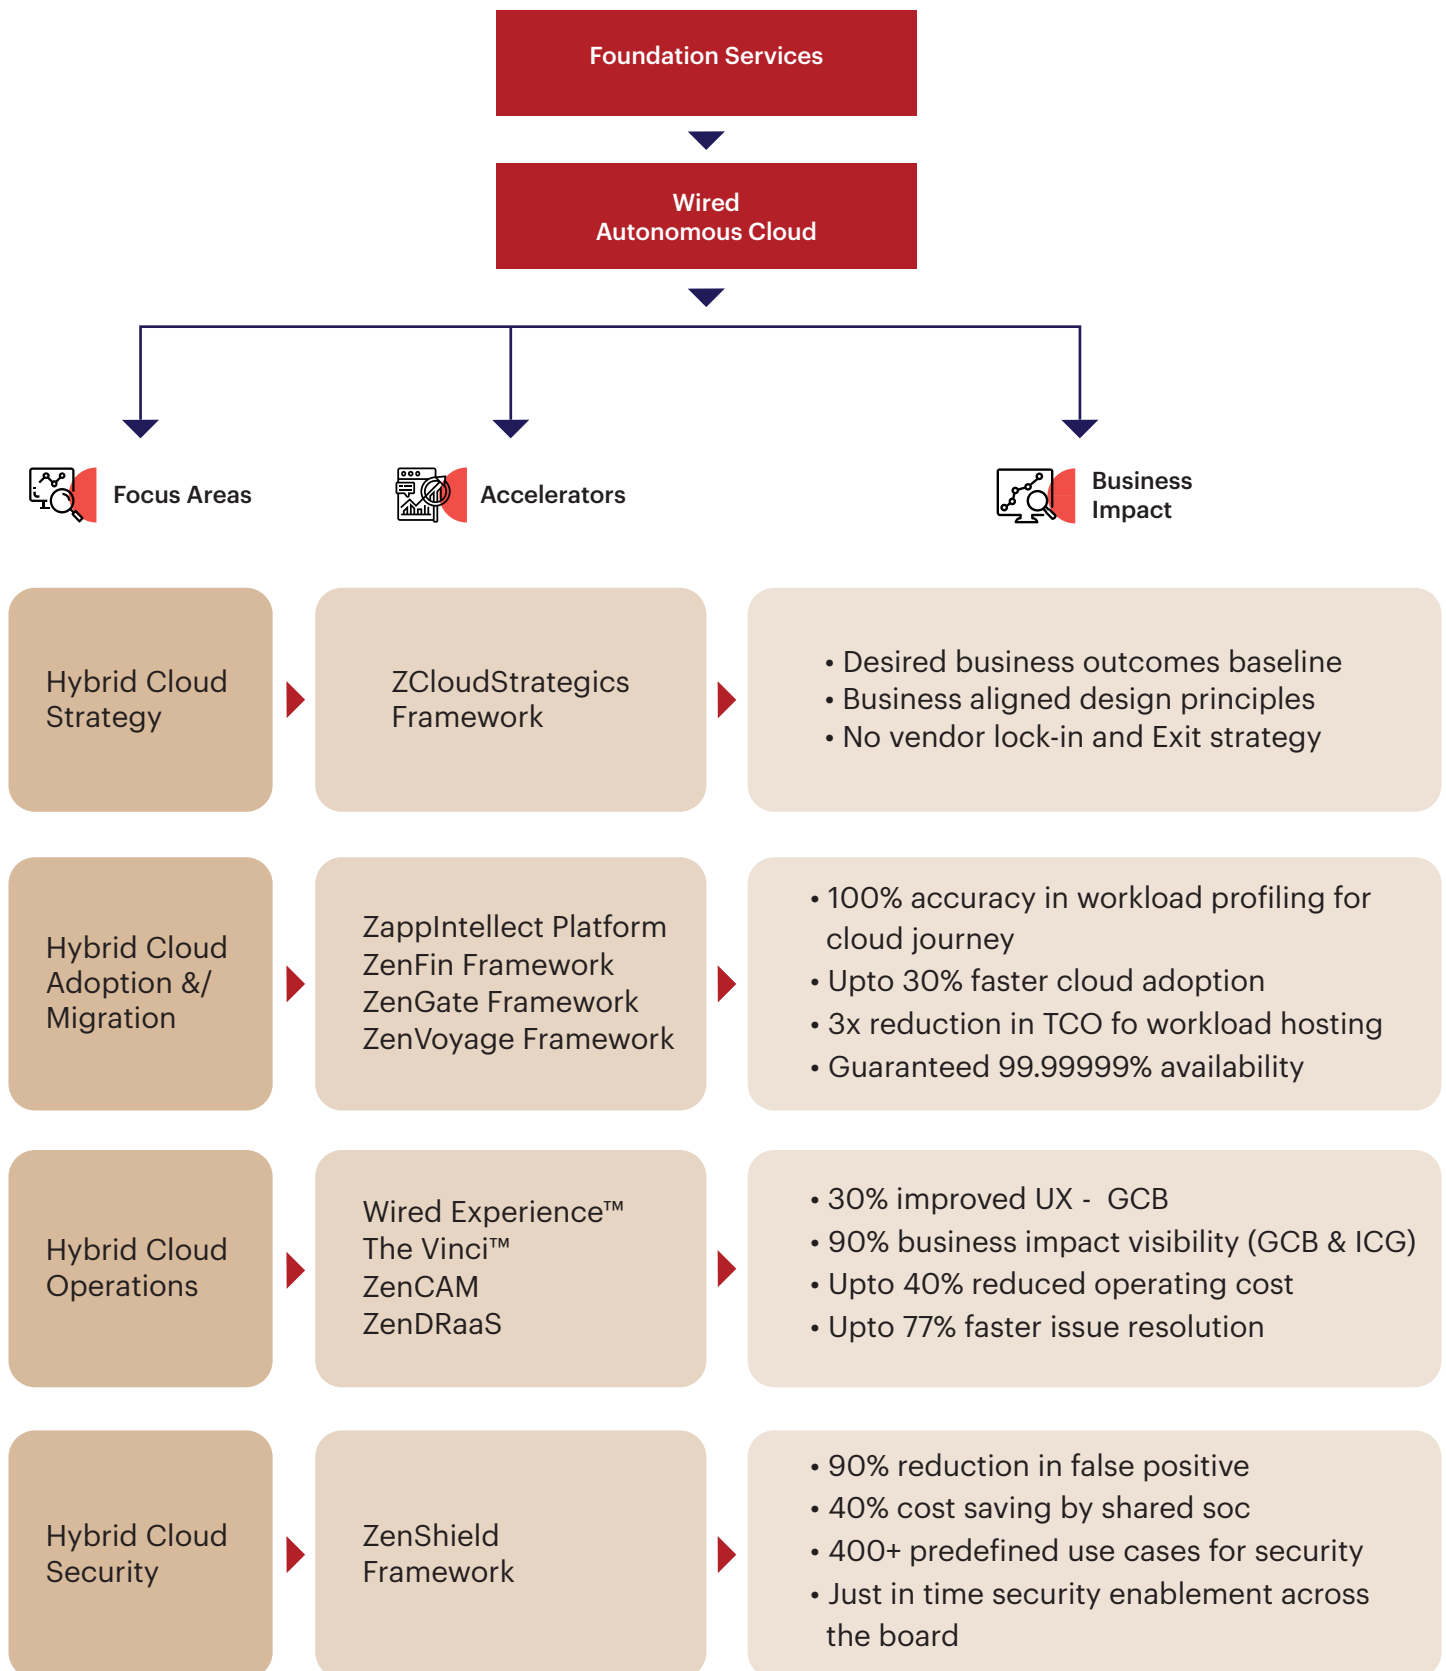 Foundation Services
Wired
Autonomous Cloud
Focus Areas
Accelerators
Business
Impact
Hybrid Cloud
Strategy
ZCloudStrategics
Framework
• Desired business outcomes baseline
• Business aligned design principles
• No vendor lock-in and Exit strategy
Hybrid Cloud
Adoption &/
Migration
ZappIntellect Platform
ZenFin Framework
ZenGate Framework
ZenVoyage Framework
• 100% accuracy in workload profiling for
cloud journey
• Upto 30% faster cloud adoption
• 3x reduction in TCO fo workload hosting
• Guaranteed 99.99999% availability
Hybrid Cloud
Operations
Wired Experience™
The Vinci™
ZenCAM
ZenDRaaS
• 30% improved UX - GCB
• 90% business impact visibility (GCB & ICG)
• Upto 40% reduced operating cost
• Upto 77% faster issue resolution
Hybrid Cloud
Security
ZenShield
Framework
• 90% reduction in false positive
• 40% cost saving by shared soc
• 400+ predefined use cases for security
• Just in time security enablement across
the board